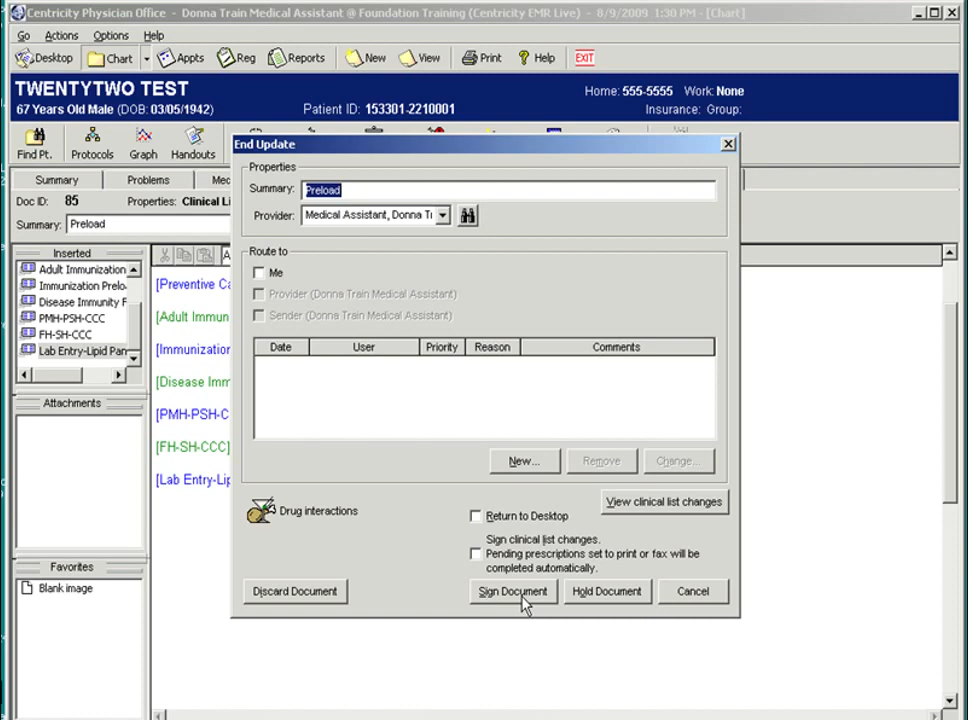 Centricity Physician Office - Donna Train Medical Assistant @ Foundation Training (Centricity EMR Live) - 8/9/2009 1:30 PM - [Chart]
Go Actions Options Help
Desktop Chart Appts Reg Reports New View Print Help EXIT
TWENTYTWO TEST
67 Years Old Male (DOB: 03/05/1942)
Patient ID: 153301-2210001
Home: 555-5555 Work: None
Insurance: Group:
Find Pt. Protocols Graph Handouts
Summary Problems
Doc ID: 85 Properties: Clinical Li
Summary: Preload
Inserted
Adult Immunization
Immunization Prelo
Disease Immunity F
PMH-PSH-CCC
FH-SH-CCC
Lab Entry-Lipid Pan
Attachments
Favorites
Blank image
[Preventive Ca
[Adult Immun
[Immunization
[Disease Imm
[PMH-PSH-C
[FH-SH-CCC]
[Lab Entry-Lip
End Update
Properties
Summary: Preload
Provider: Medical Assistant, Donna Tr
Route to
Me
Provider (Donna Train Medical Assistant)
Sender (Donna Train Medical Assistant)
Date User Priority Reason Comments
New... Remove Change...
View clinical list changes
Drug interactions
Return to Desktop
Sign clinical list changes.
Pending prescriptions set to print or fax will be
completed automatically.
Discard Document Sign Document Hold Document Cancel